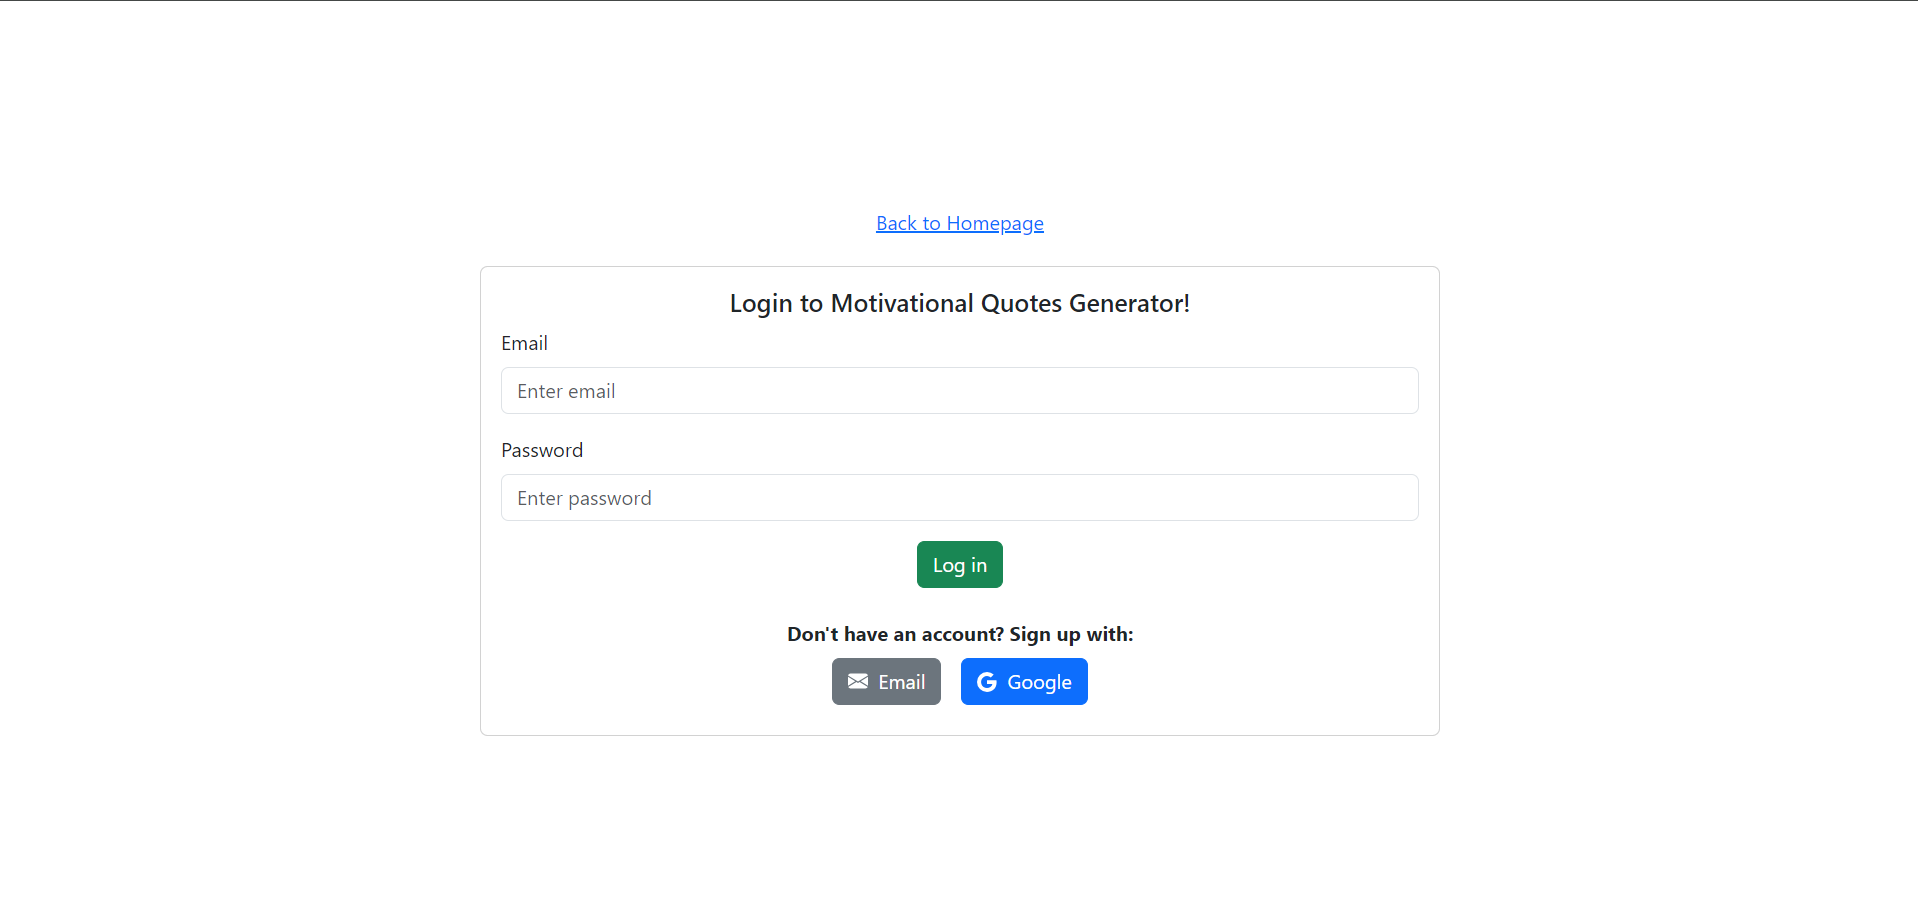 Back to Homepage
Login to Motivational Quotes Generator!
Email
Enter email
Password
Enter password
Log in
Don't have an account? Sign up with:
Email Google